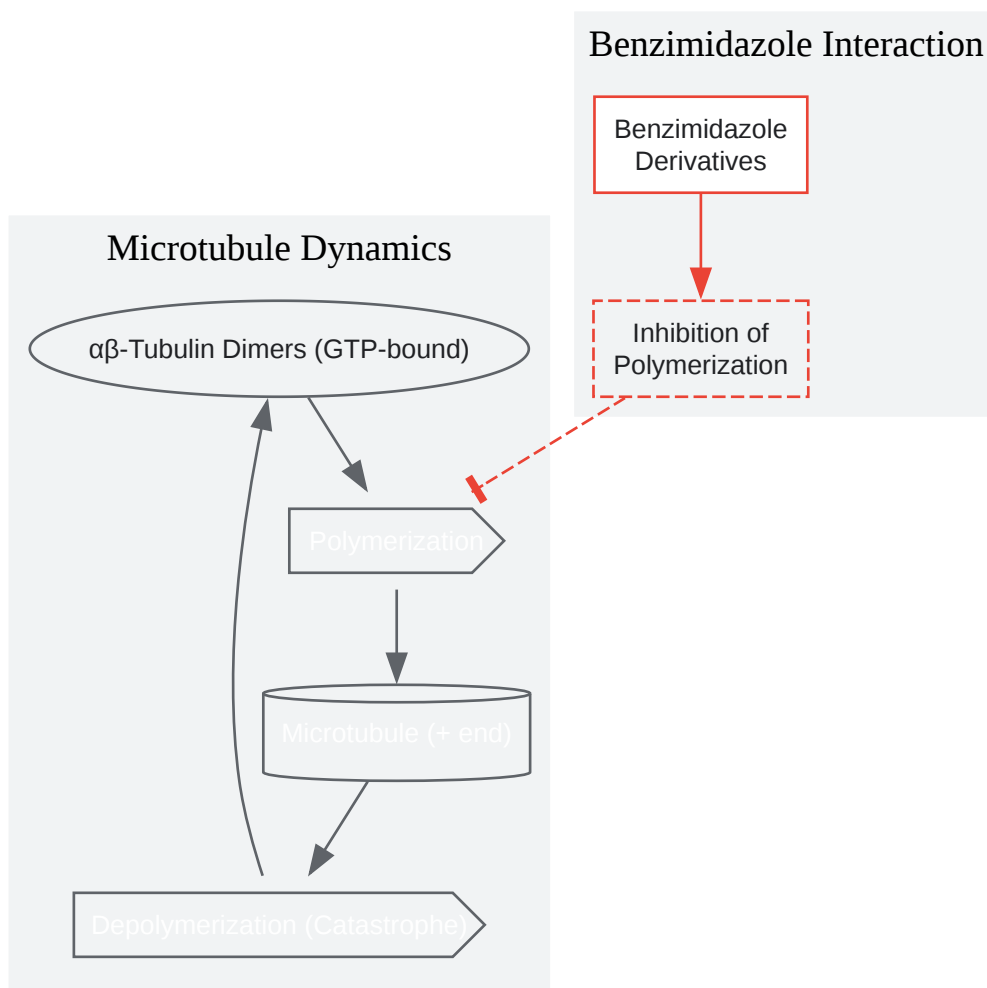 Benzimidazole Interaction
Benzimidazole
Derivatives
Inhibition of
Polymerization
Microtubule Dynamics
αβ-Tubulin Dimers (GTP-bound)
Polymerization
Microtubule (+ end)
Depolymerization (Catastrophe)